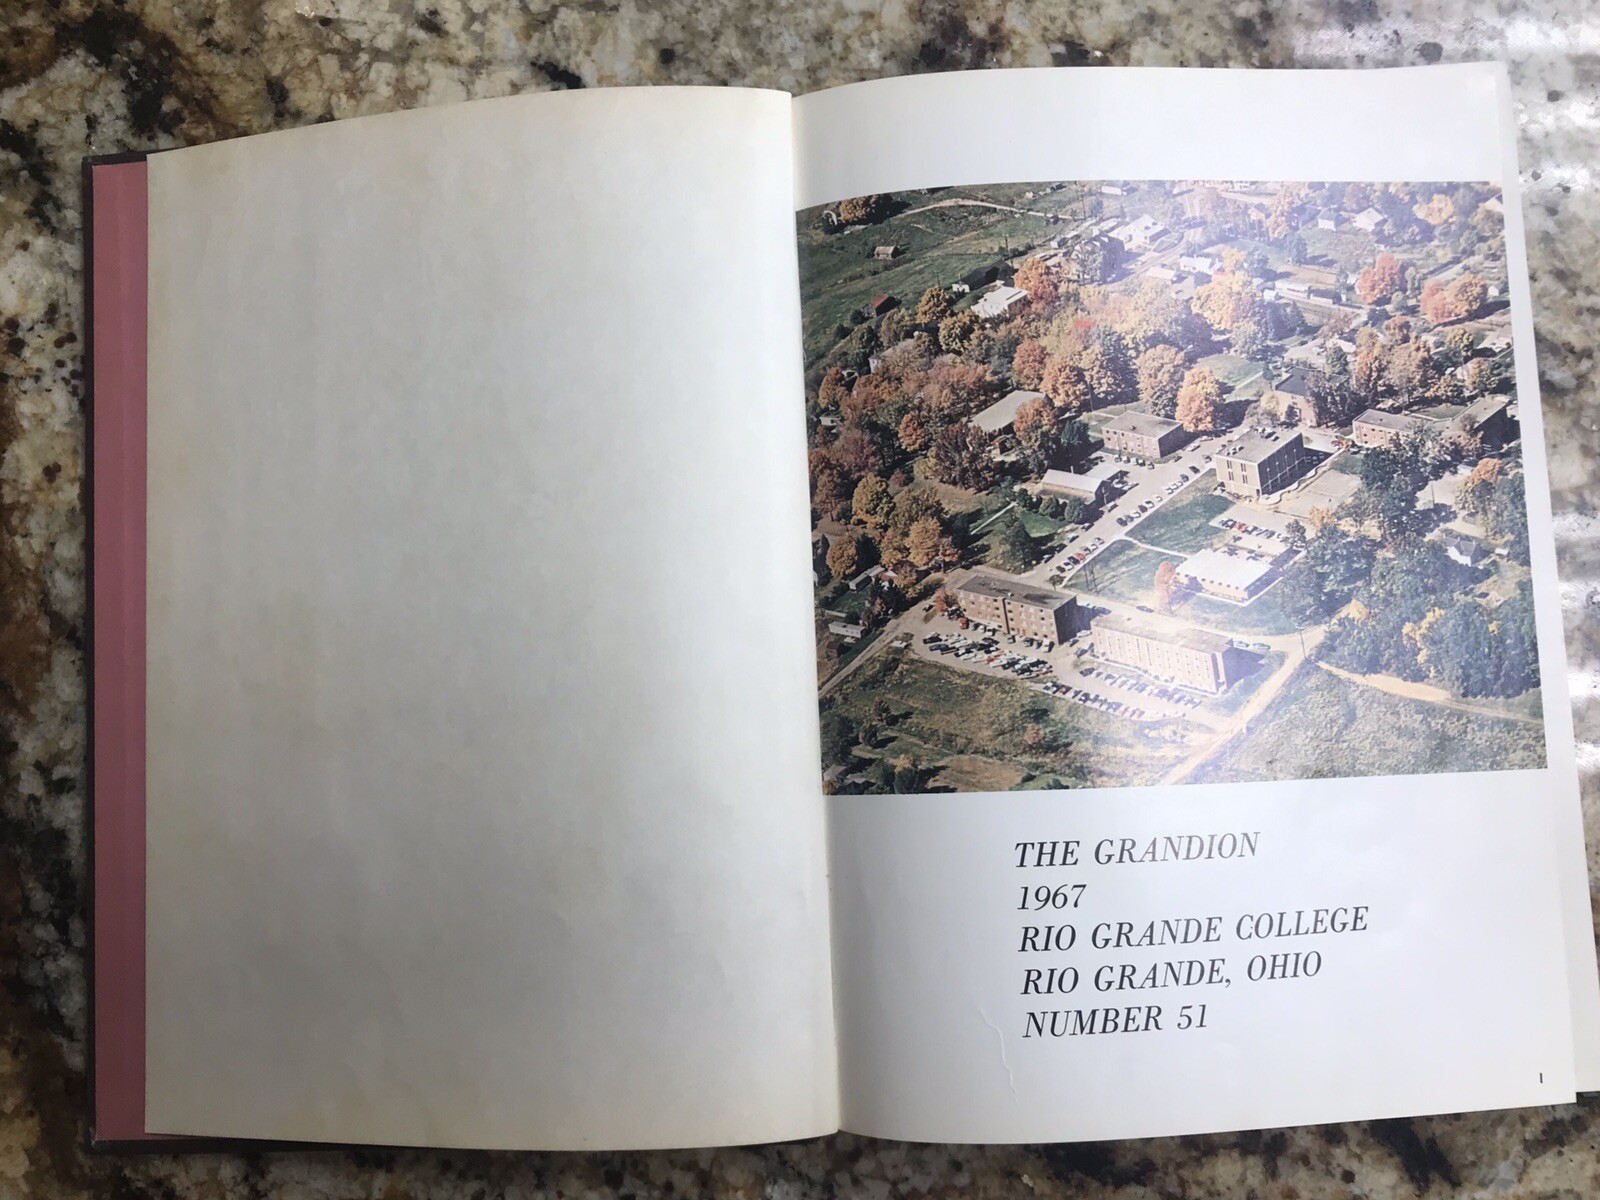 THE GRANDION
1967
RIO GRANDE COLLEGE
RIO GRANDE, OHIO
NUMBER 51
1